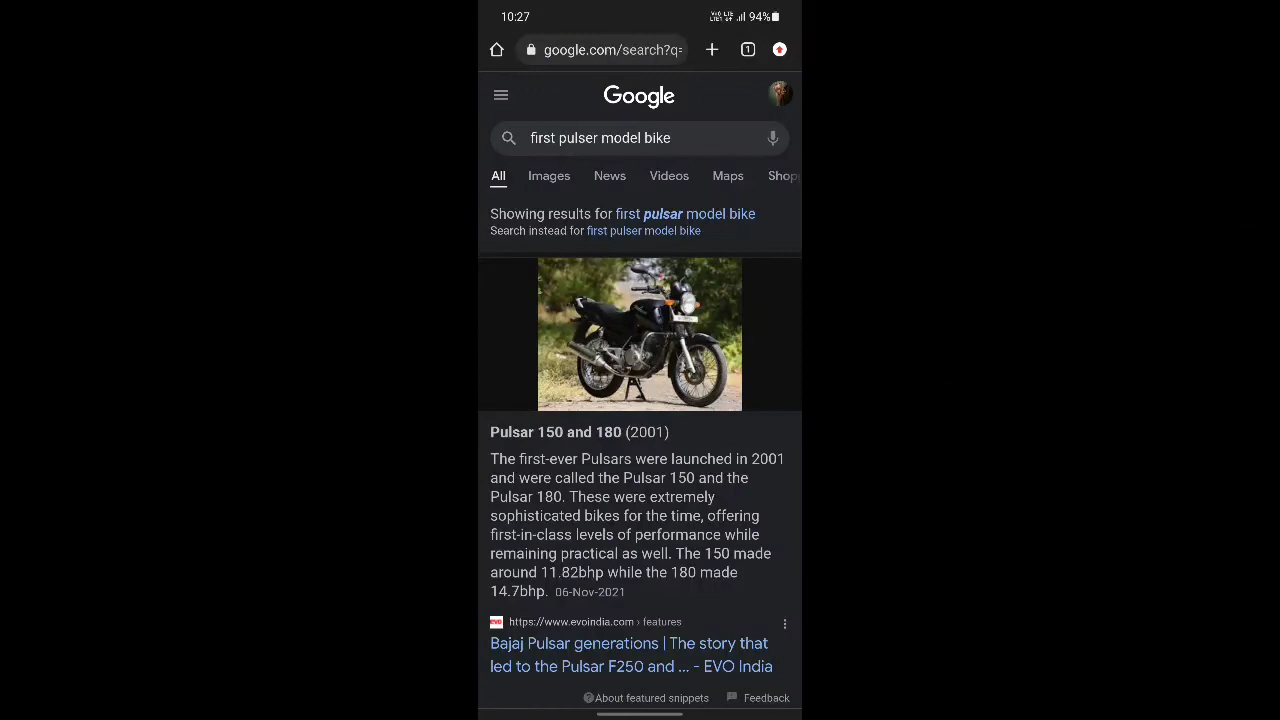 10:27
94%
google.com/search?q=
1
Google
first pulser model bike
All Images News Videos Maps Shop
Showing results for first pulsar model bike
Search instead for first pulser model bike
Pulsar 150 and 180 (2001)
The first-ever Pulsars were launched in 2001
and were called the Pulsar 150 and the
Pulsar 180. These were extremely
sophisticated bikes for the time, offering
first-in-class levels of performance while
remaining practical as well. The 150 made
around 11.82bhp while the 180 made
14.7bhp. 06-Nov-2021
evo
https://www.evoindia.com › features
Bajaj Pulsar generations | The story that
led to the Pulsar F250 and ... - EVO India
About featured snippets Feedback